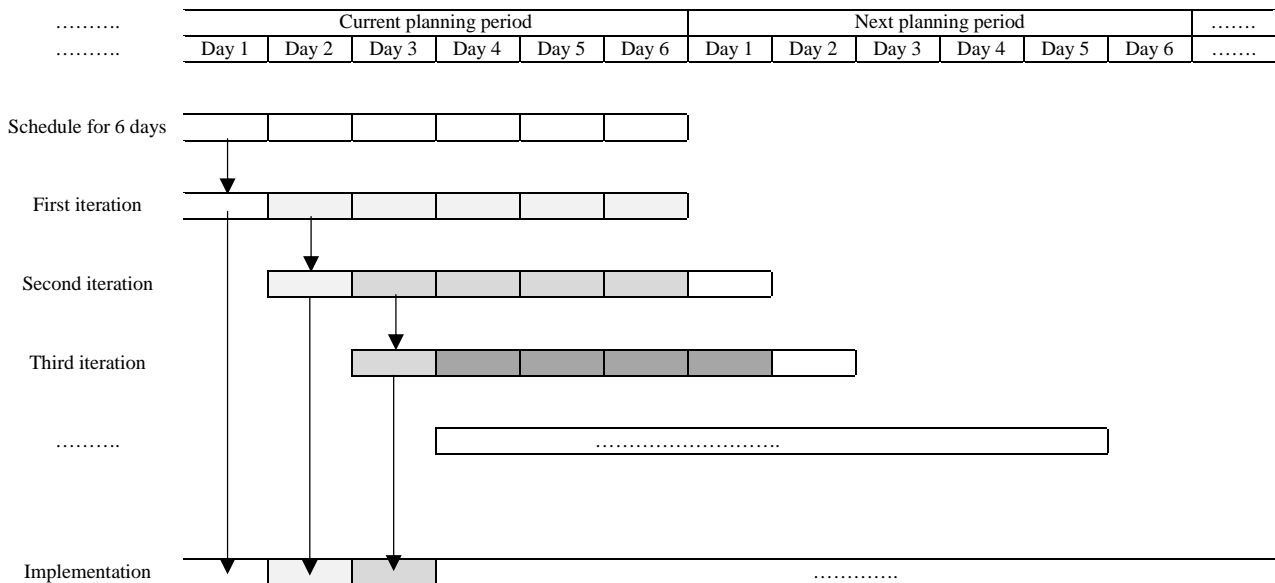 ………. Current planning period Next planning period …….
………. Day 1 Day 2 Day 3 Day 4 Day 5 Day 6 Day 1 Day 2 Day 3 Day 4 Day 5 Day 6 …….
Schedule for 6 days
First iteration
Second iteration
Third iteration
………. ……………………..
Implementation ………….